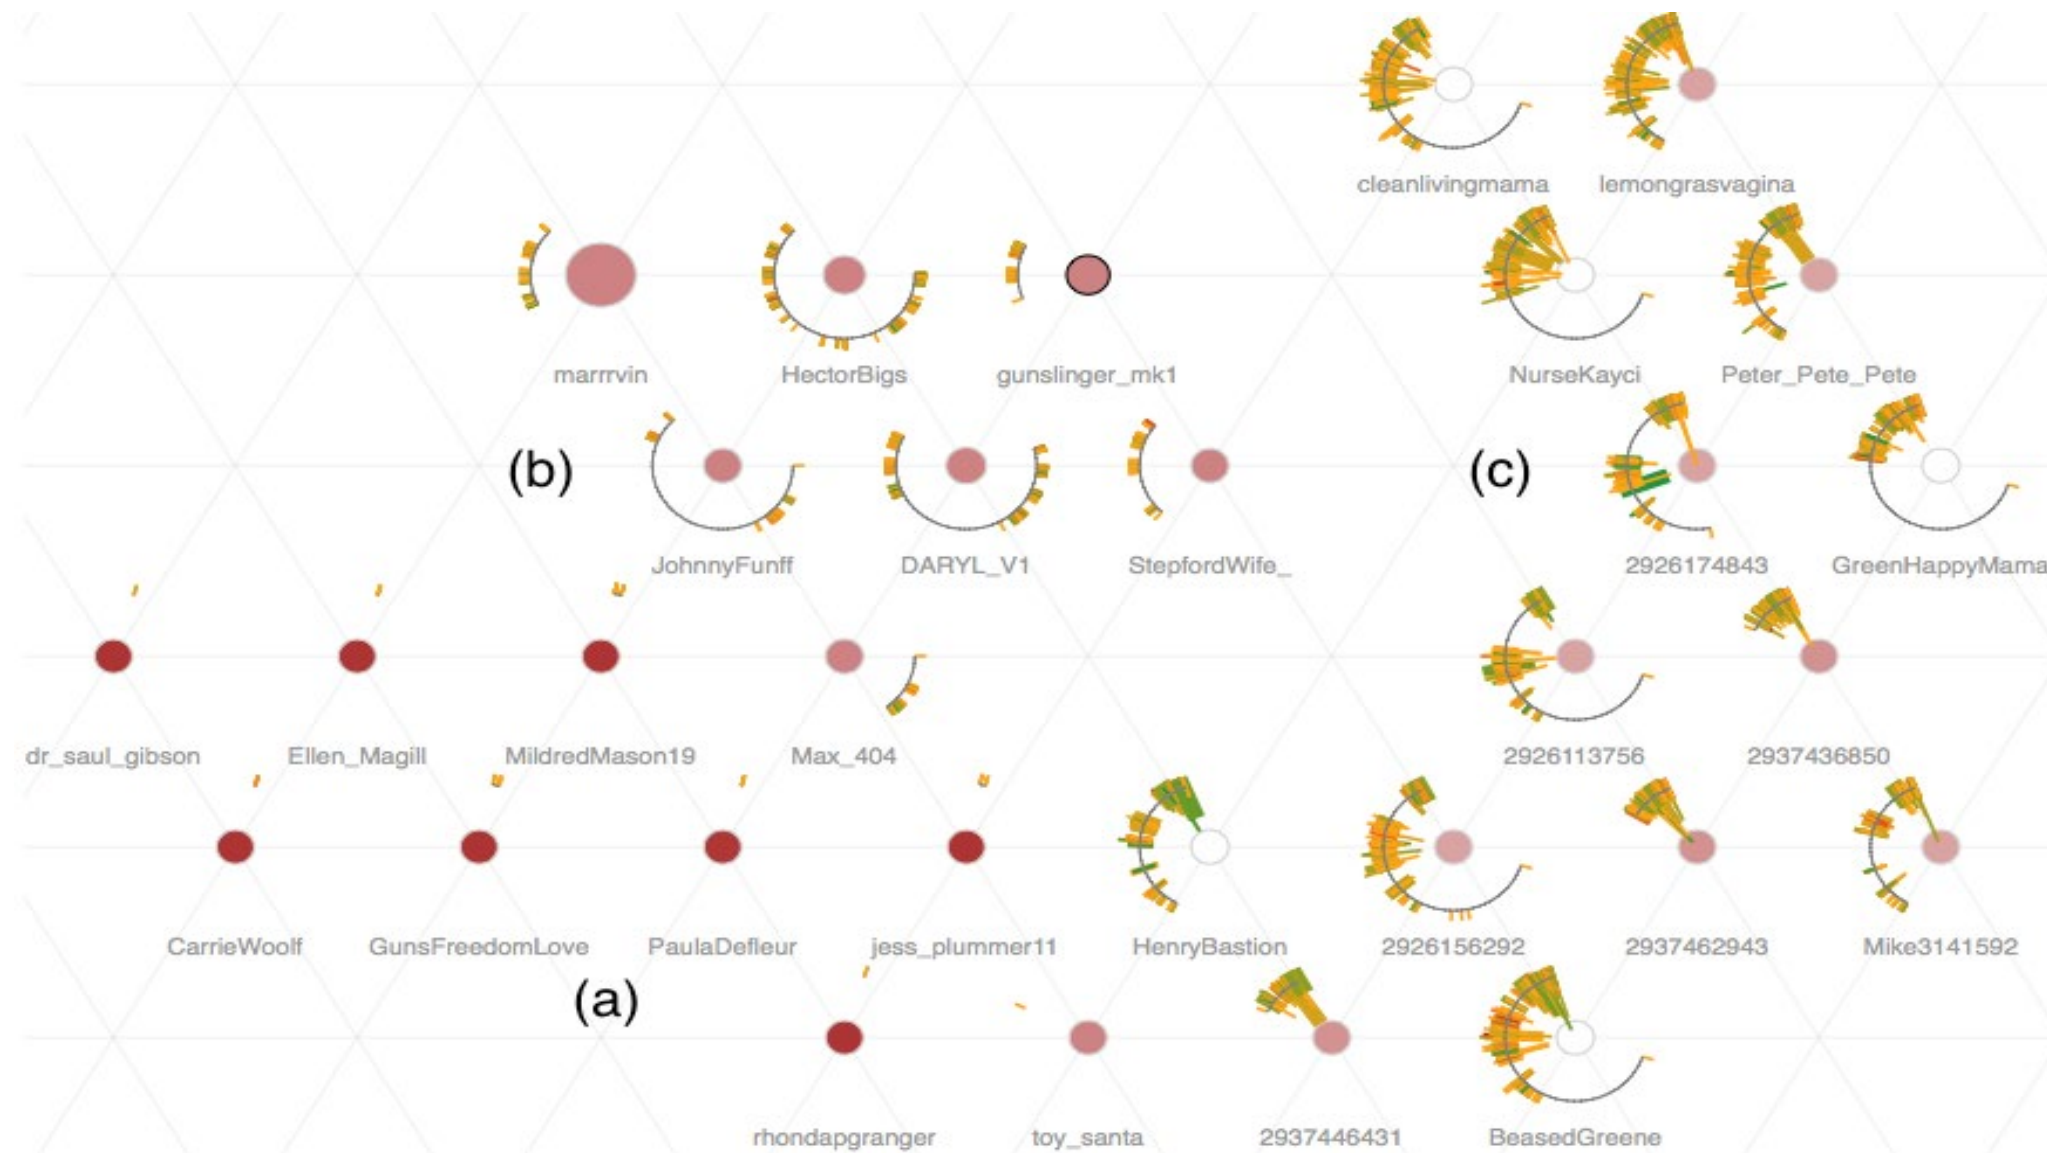 cleanlivingmama lemongrasvagina
marrrvin HectorBigs gunslinger_mk1 NurseKayci Peter_Pete_Pete
(b) (c)
JohnnyFunff DARYL_V1 StepfordWife_ 2926174843 GreenHappyMama
dr_saul_gibson Ellen_Magill MildredMason19 Max_404 2926113756 2937436850
CarrieWoolf GunsFreedomLove PaulaDefleur jess_plummer11 HenryBastion 2926156292 2937462943 Mike3141592
(a)
rhondapgranger toy_santa 2937446431 BeasedGreene